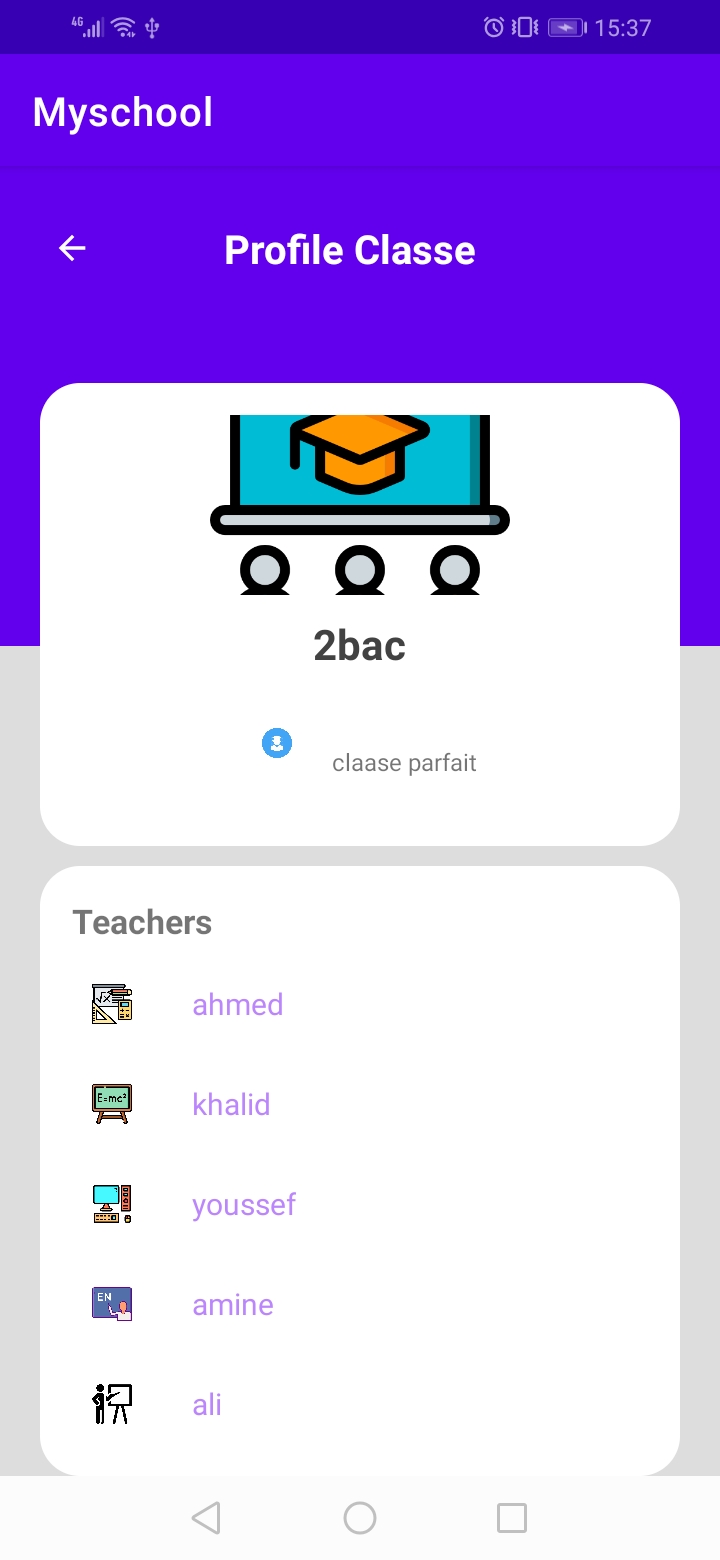 4G 15:37
Myschool
Profile Classe
2bac
claase parfait
Teachers
√x
ahmed
E=mc²
khalid
youssef
EN
amine
ali